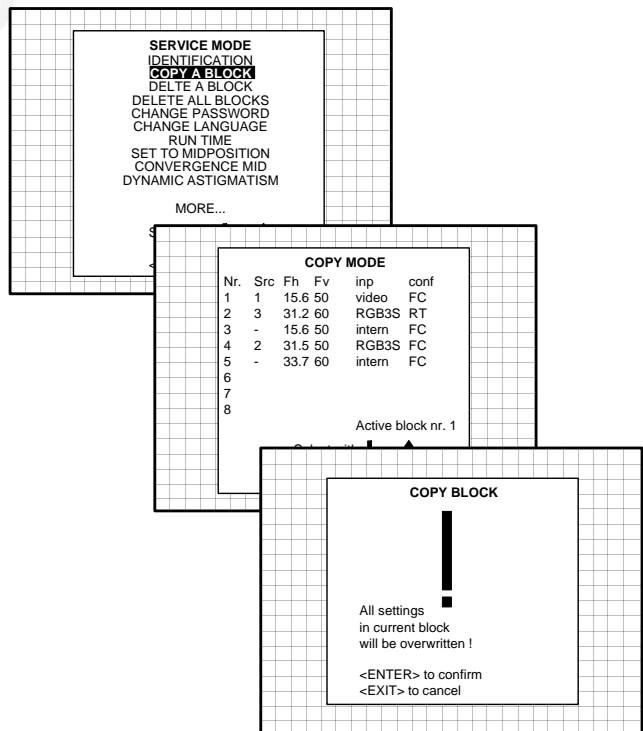 SERVICE MODE
IDENTIFICATION
COPY A BLOCK
DELTE A BLOCK
DELETE ALL BLOCKS
CHANGE PASSWORD
CHANGE LANGUAGE
RUN TIME
SET TO MIDPOSITION
CONVERGENCE MID
DYNAMIC ASTIGMATISM
MORE...
COPY MODE
Nr. Src Fh Fv inp conf
1 1 15.6 50 video FC
2 3 31.2 60 RGB3S RT
3 - 15.6 50 intern FC
4 2 31.5 50 RGB3S FC
5 - 33.7 60 intern FC
6
7
8
Active block nr. 1
COPY BLOCK
!
All settings
in current block
will be overwritten !
<ENTER> to confirm
<EXIT> to cancel